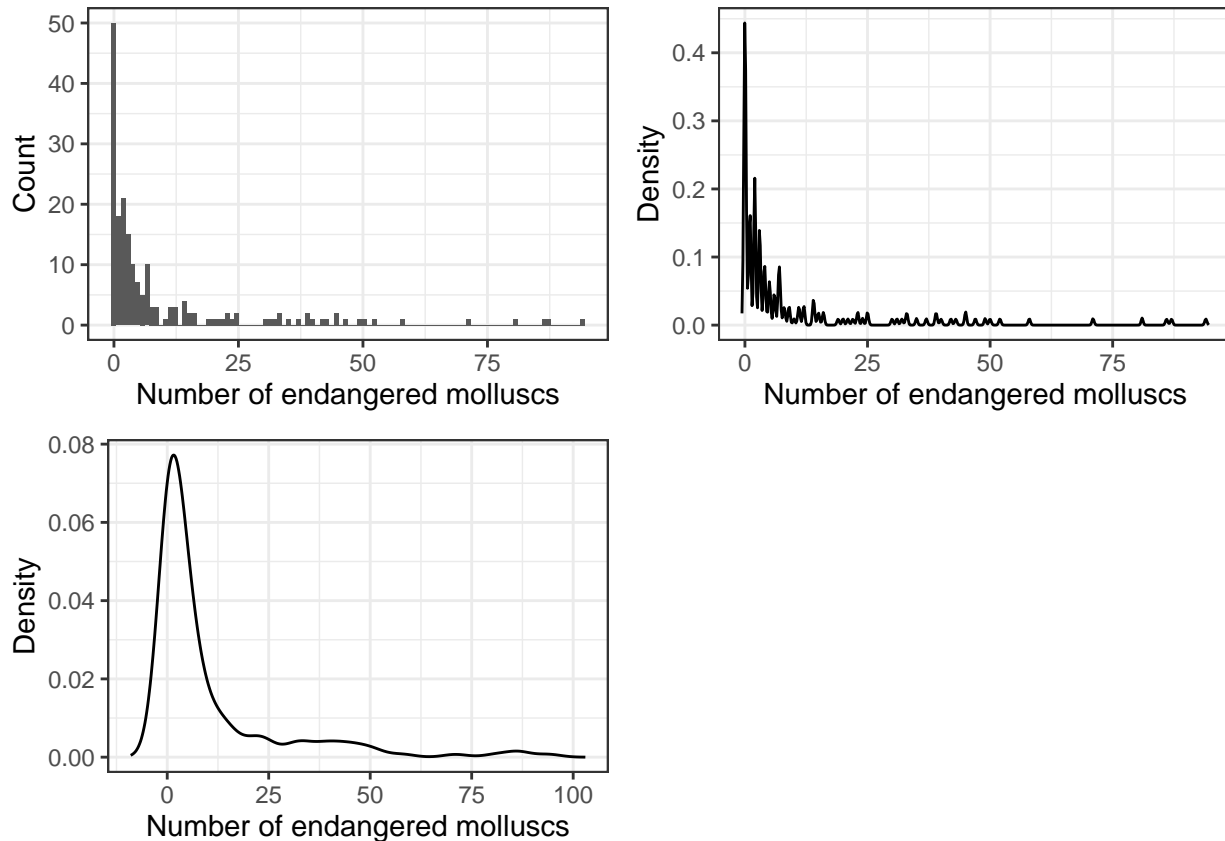 50
40
30
20
10
0
Count
0 25 50 75
Number of endangered molluscs
0.4
0.3
0.2
0.1
0.0
Density
0 25 50 75
Number of endangered molluscs
0.08
0.06
0.04
0.02
0.00
Density
0 25 50 75 100
Number of endangered molluscs